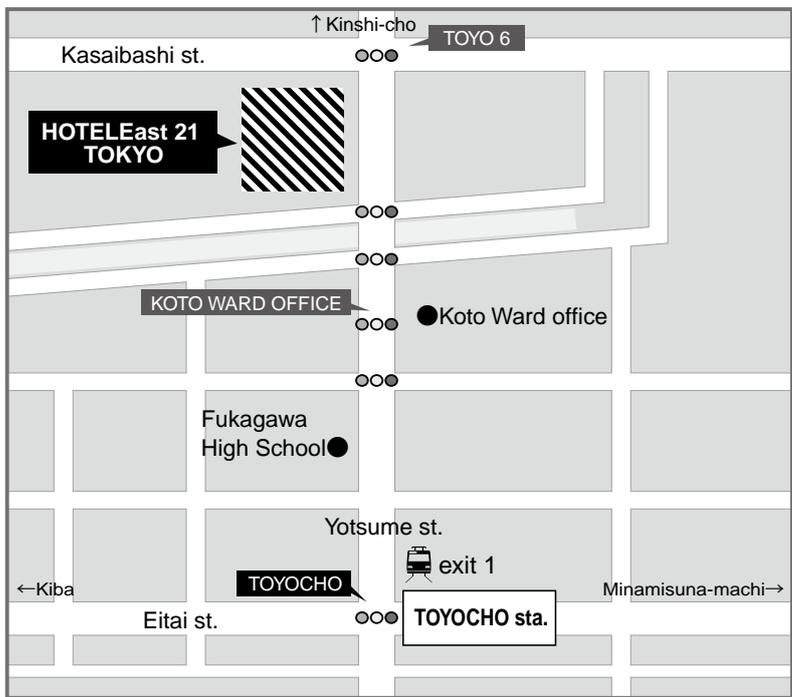 ↑Kinshi-cho
TOYO 6
Kasaibashi st.
HOTELEast 21
TOKYO
KOTO WARD OFFICE
Koto Ward office
Fukagawa
High School
Yotsume st.
exit 1
←Kiba
TOYOCHO
Minamisuna-machi→
Eitai st.
TOYOCHO sta.